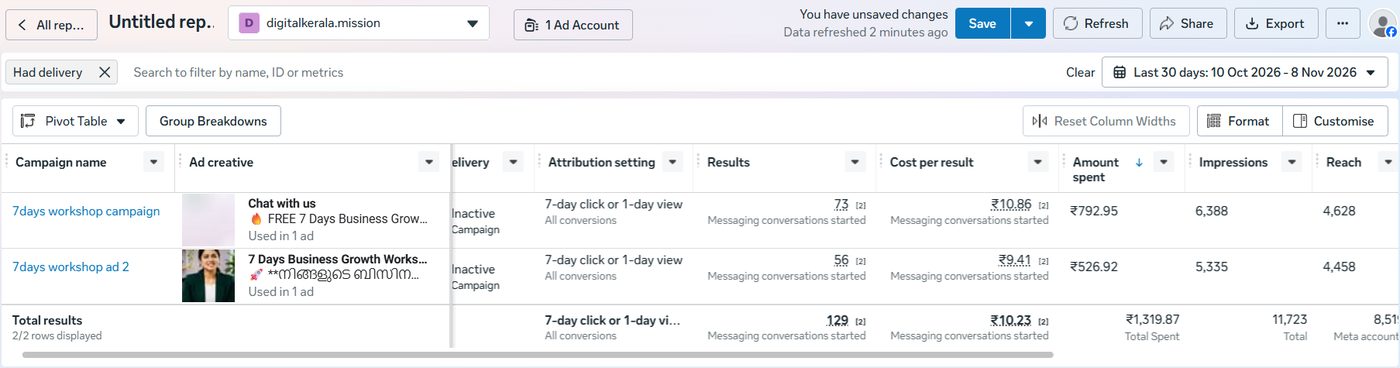 All rep...
Untitled rep..
D digitalkerala.mission
1 Ad Account
You have unsaved changes
Data refreshed 2 minutes ago
Save
Refresh
Share
Export
Had delivery
Search to filter by name, ID or metrics
Clear
Last 30 days: 10 Oct 2026 - 8 Nov 2026
Pivot Table
Group Breakdowns
Reset Column Widths
Format
Customise
Campaign name
Ad creative
elivery
Attribution setting
Results
Cost per result
Amount
spent
Impressions
Reach
7days workshop campaign
Chat with us
🔥 FREE 7 Days Business Grow...
Used in 1 ad
Inactive
Campaign
7-day click or 1-day view
All conversions
73 [2]
Messaging conversations started
₹10.86 [2]
Messaging conversations started
₹792.95
6,388
4,628
7days workshop ad 2
7 Days Business Growth Works...
🚀 **നിങ്ങളുടെ ബിസിന...
Used in 1 ad
Inactive
Campaign
7-day click or 1-day view
All conversions
56 [2]
Messaging conversations started
₹9.41 [2]
Messaging conversations started
₹526.92
5,335
4,458
Total results
2/2 rows displayed
7-day click or 1-day vi...
All conversions
129 [2]
Messaging conversations started
₹10.23 [2]
Messaging conversations started
₹1,319.87
Total Spent
11,723
Total
8,51
Meta account